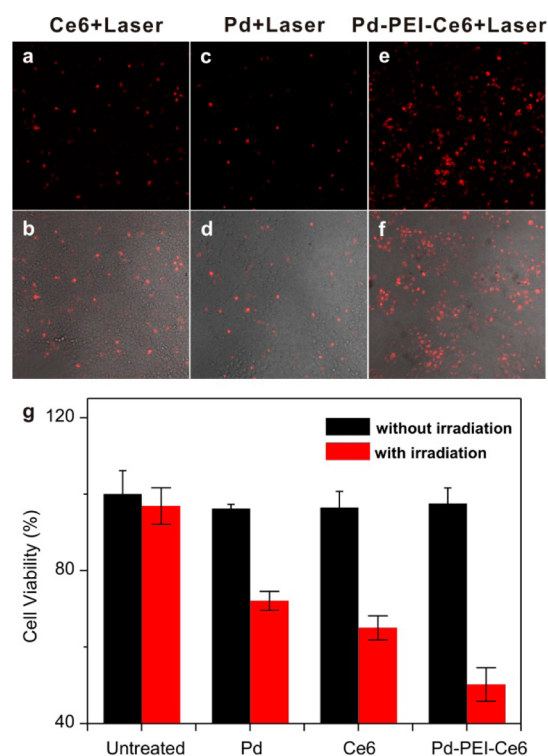 Ce6+Laser Pd+Laser Pd-PEI-Ce6+Laser
a c e
b d f
g
120
without irradiation
with irradiation
80
40
Cell Viability (%)
Untreated Pd Ce6 Pd-PEI-Ce6